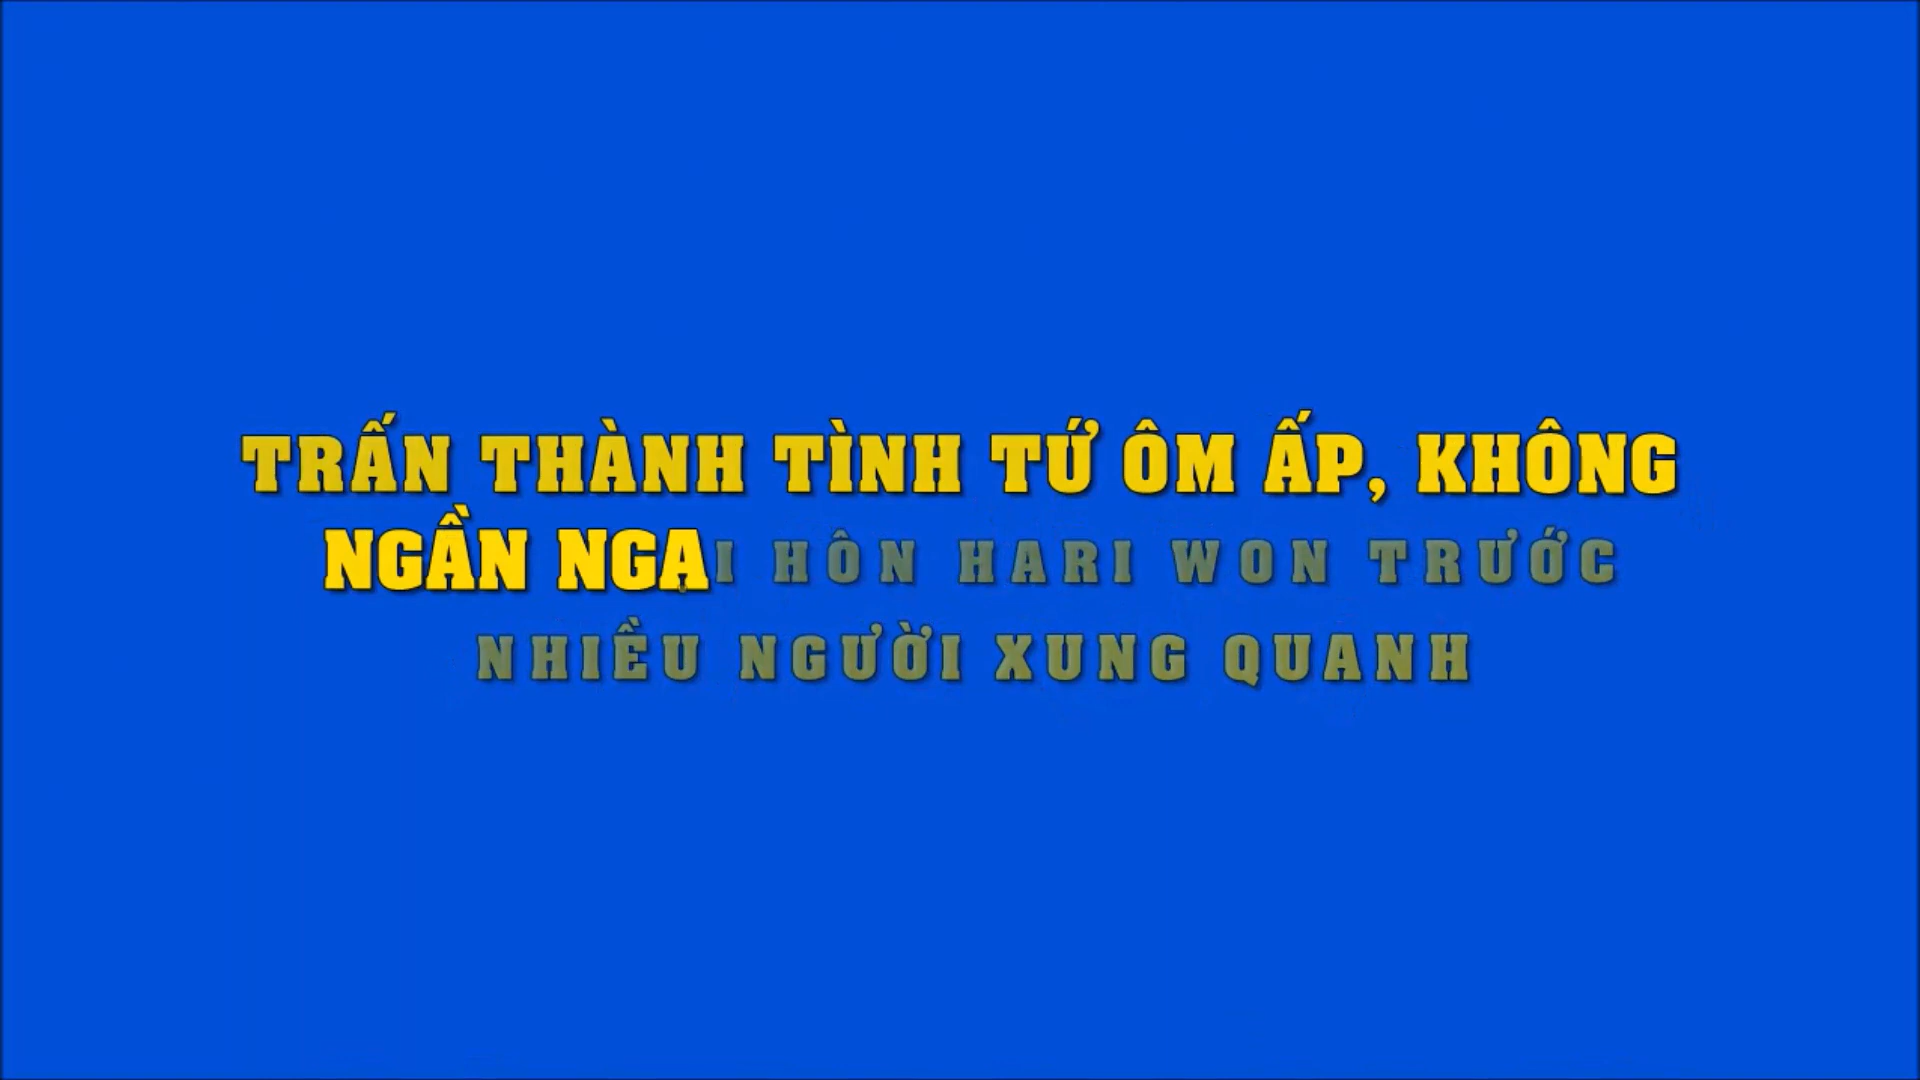 TRẤN THÀNH TÌNH TỨ ÔM ẤP, KHÔNG
NGẦN NGẠI HÔN HARI WON TRƯỚC
NHIỀU NGƯỜI XUNG QUANH